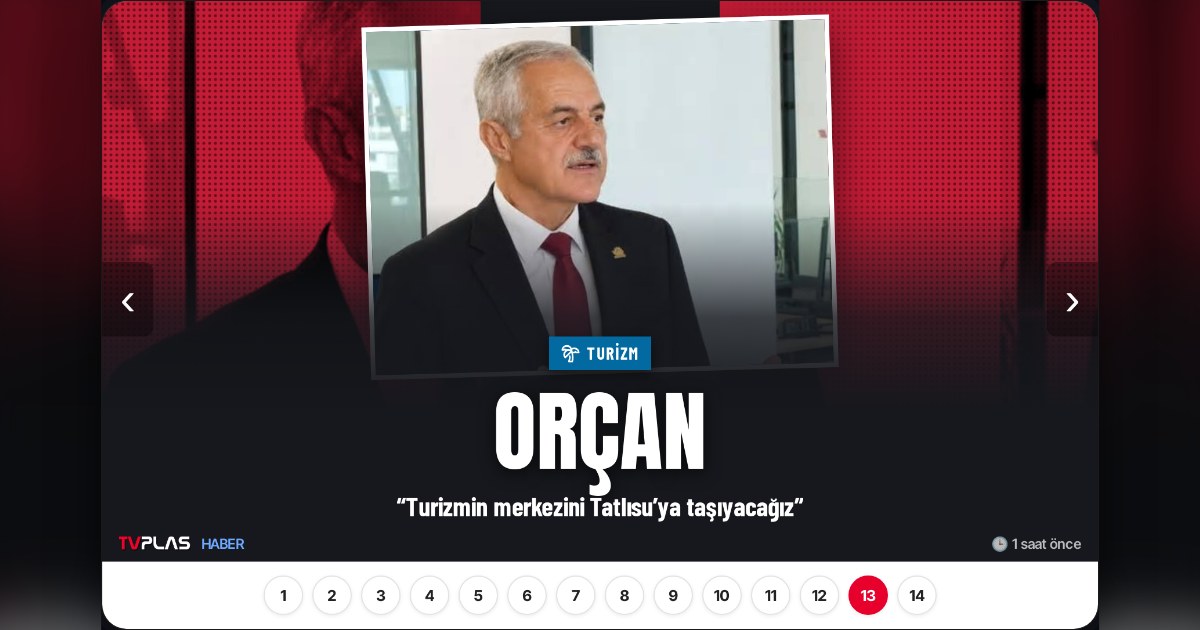 TURİZM
ORÇAN
“Turizmin merkezini Tatlısu’ya taşıyacağız”
TVPLAS HABER
1 saat önce
1 2 3 4 5 6 7 8 9 10 11 12 13 14